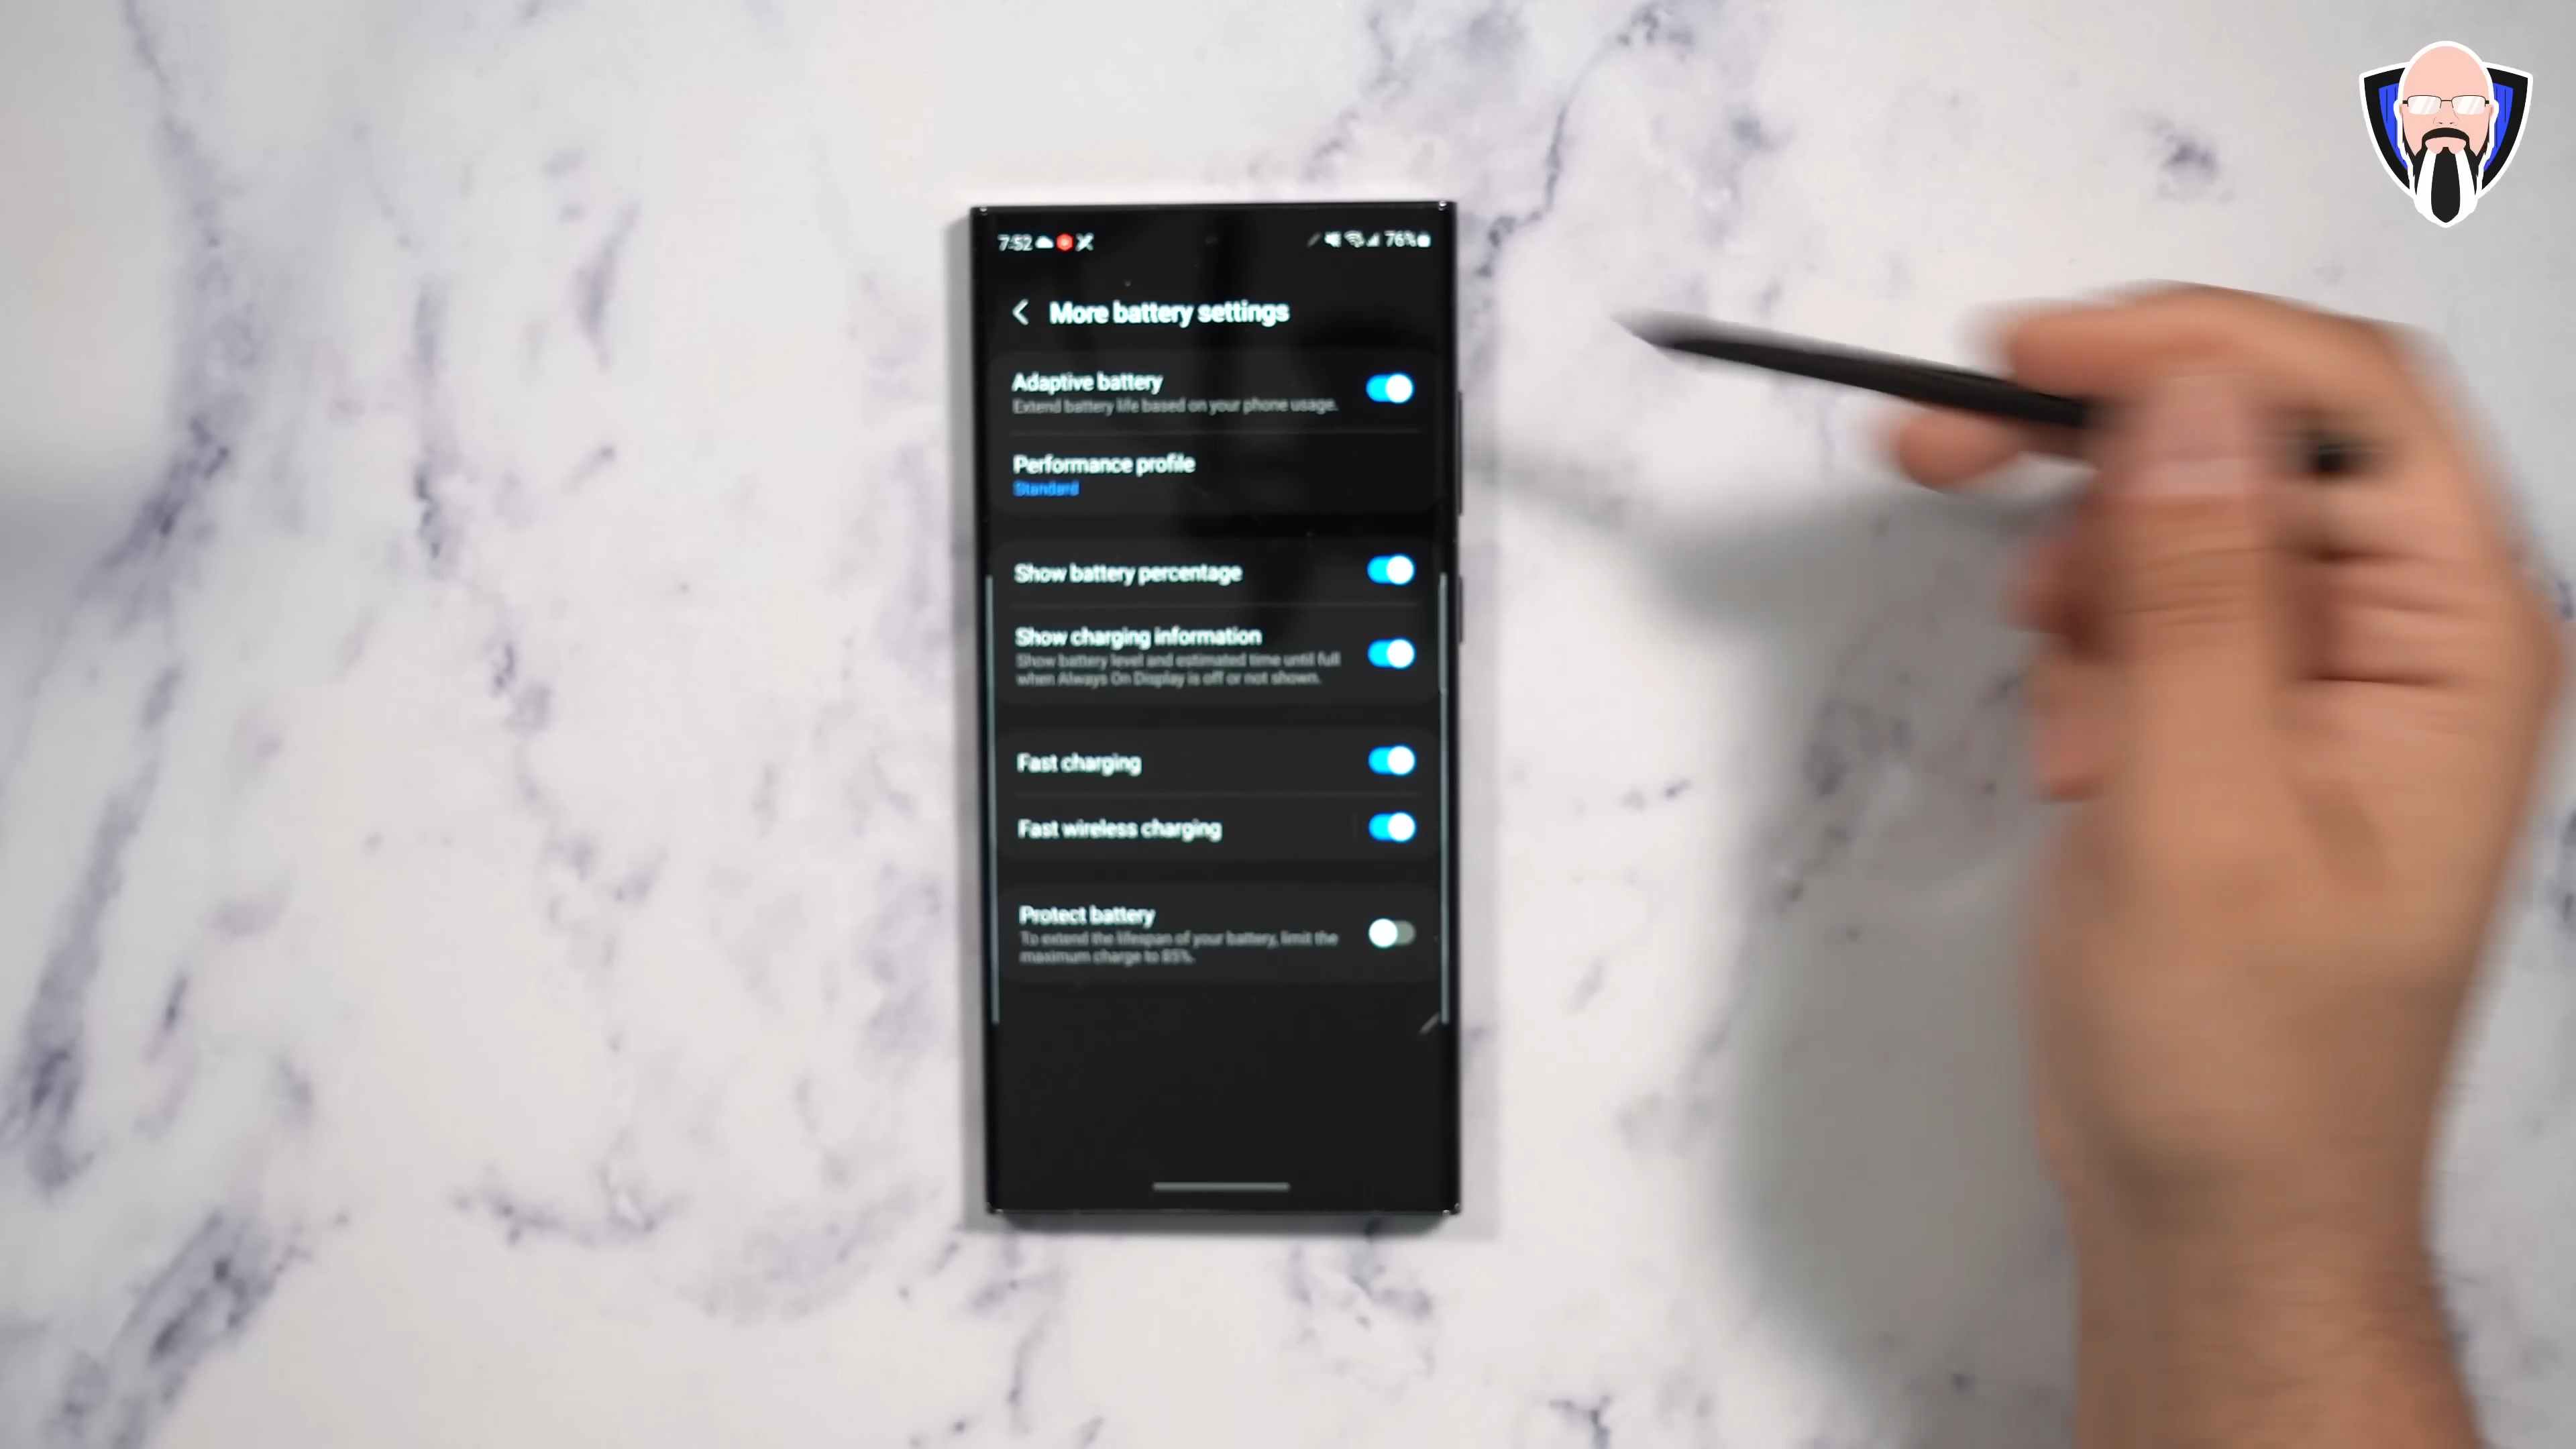 7:52
76%
More battery settings
Adaptive battery
Extend battery life based on your phone usage.
Performance profile
Standard
Show battery percentage
Show charging information
Show battery level and estimated time until full
when Always On Display is off or not shown.
Fast charging
Fast wireless charging
Protect battery
To extend the lifespan of your battery, limit the
maximum charge to 85%.